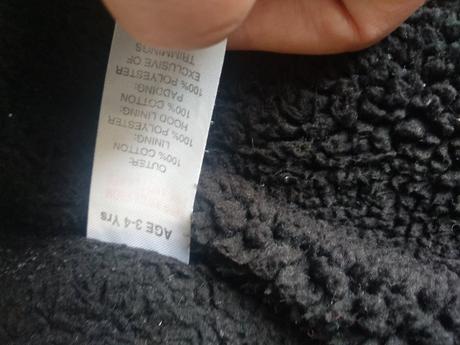 AGE 3-4 Yrs
OUTER:
100% COTTON
LINING:
100% POLYESTER
HOOD LINING:
100% COTTON
PADDING:
100% POLYESTER
EXCLUSIVE OF
TRIMMINGS